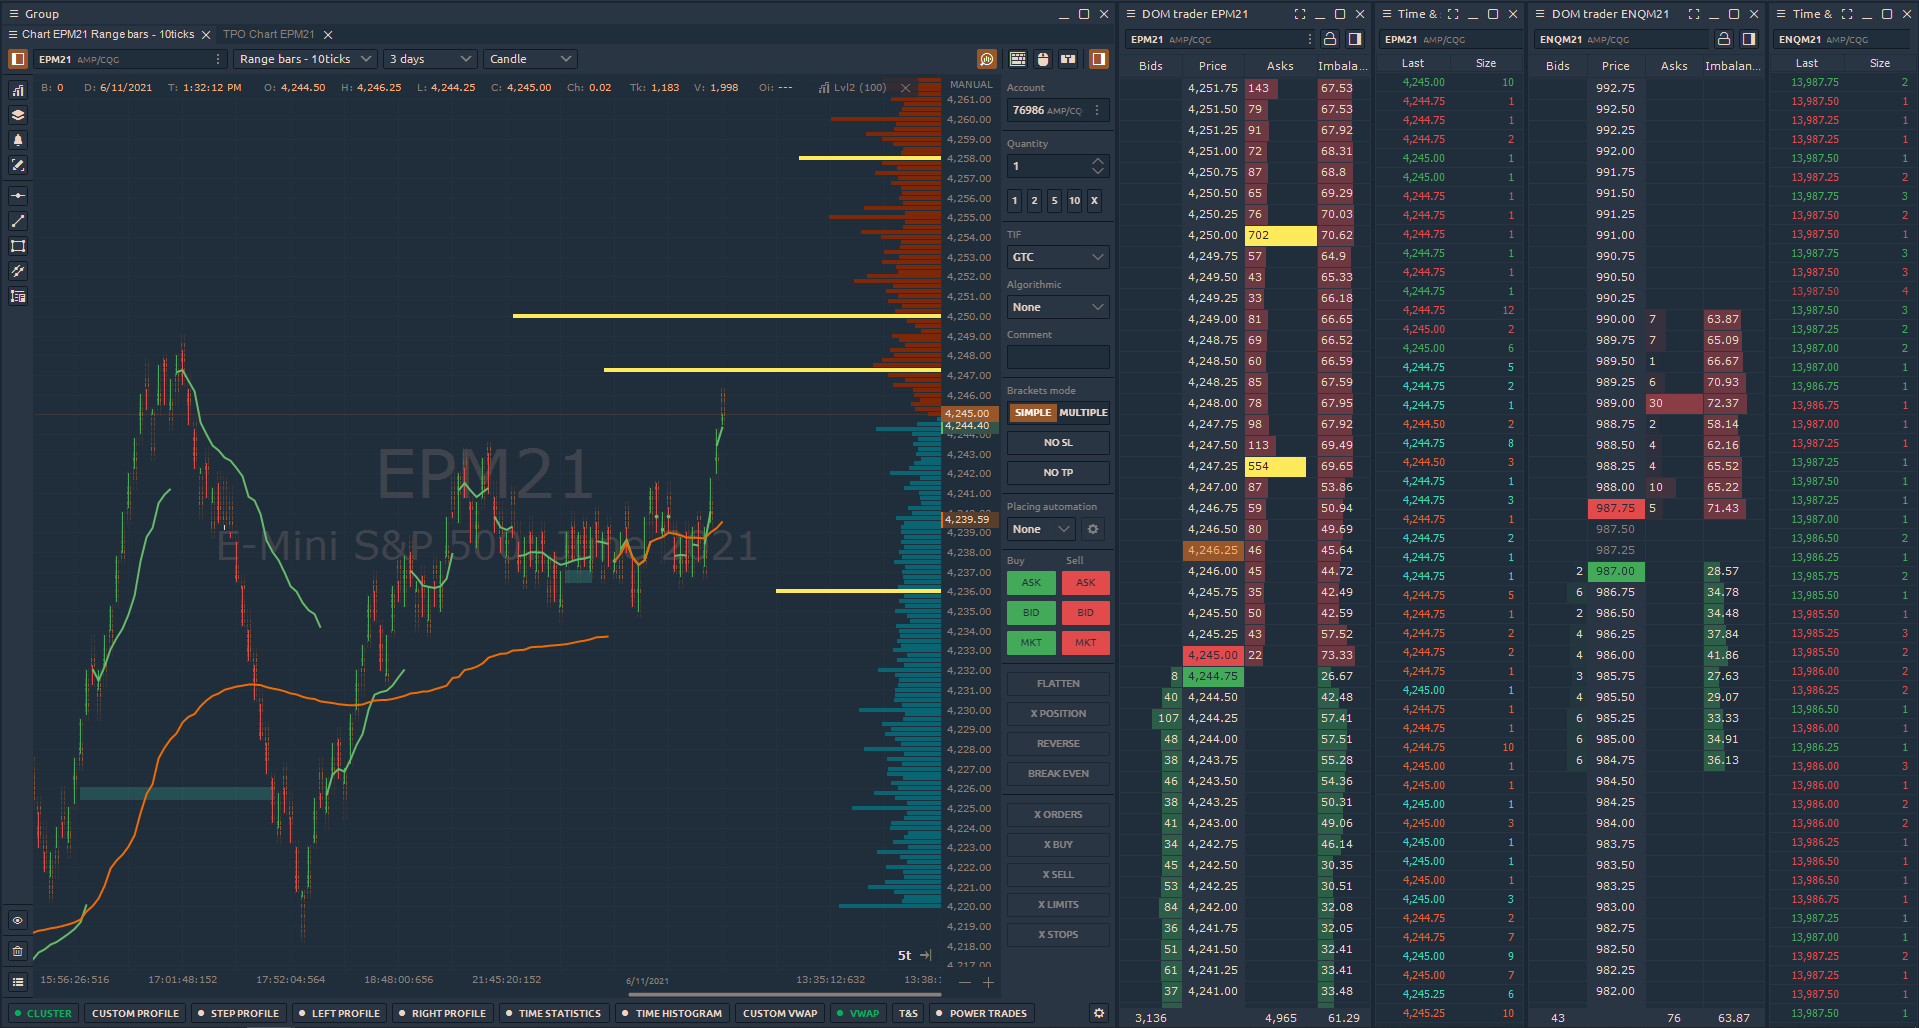 Group
Chart EPM21 Range bars - 10ticks
TPO Chart EPM21
EPM21 AMP/CQG
Range bars - 10ticks
3 days
Candle
B: 0 D: 6/11/2021 T: 1:32:12 PM O: 4,244.50 H: 4,246.25 L: 4,244.25 C: 4,245.00 Ch: 0.02 Tk: 1,183 V: 1,998 Oi: ---
Lvl2 (100)
MANUAL
4,261.00
4,260.00
4,259.00
4,258.00
4,257.00
4,256.00
4,255.00
4,254.00
4,253.00
4,252.00
4,251.00
4,250.00
4,249.00
4,248.00
4,247.00
4,246.00
4,245.00
4,244.40
4,244.00
4,243.00
4,242.00
4,241.00
4,239.59
4,239.00
4,238.00
4,237.00
4,236.00
4,235.00
4,234.00
4,233.00
4,232.00
4,231.00
4,230.00
4,229.00
4,228.00
4,227.00
4,226.00
4,225.00
4,224.00
4,223.00
4,222.00
4,221.00
4,220.00
4,219.00
4,218.00
4,217.00
EPM21
E-Mini S&P 500, June 2021
5t
15:56:26:516 17:01:48:152 17:52:04:564 18:48:00:656 21:45:20:152 6/11/2021 13:35:12:632 13:38:1
CLUSTER
CUSTOM PROFILE
STEP PROFILE
LEFT PROFILE
RIGHT PROFILE
TIME STATISTICS
TIME HISTOGRAM
CUSTOM VWAP
VWAP
T&S
POWER TRADES
Account
76986 AMP/CQ
Quantity
1
1 2 5 10 X
TIF
GTC
Algorithmic
None
Comment
Brackets mode
SIMPLE MULTIPLE
NO SL
NO TP
Placing automation
None
Buy Sell
ASK ASK
BID BID
MKT MKT
FLATTEN
X POSITION
REVERSE
BREAK EVEN
X ORDERS
X BUY
X SELL
X LIMITS
X STOPS
DOM trader EPM21
EPM21 AMP/CQG
Bids Price Asks Imbala...
4,251.75 143 67.53
4,251.50 79 67.53
4,251.25 91 67.92
4,251.00 72 68.31
4,250.75 87 68.8
4,250.50 65 69.29
4,250.25 76 70.03
4,250.00 702 70.62
4,249.75 57 64.9
4,249.50 43 65.33
4,249.25 33 66.18
4,249.00 81 66.65
4,248.75 69 66.52
4,248.50 60 66.59
4,248.25 85 67.59
4,248.00 78 67.95
4,247.75 98 67.92
4,247.50 113 69.49
4,247.25 554 69.65
4,247.00 87 53.86
4,246.75 59 50.94
4,246.50 80 49.69
4,246.25 46 45.64
4,246.00 45 44.72
4,245.75 35 42.49
4,245.50 50 42.59
4,245.25 43 57.52
4,245.00 22 73.33
8 4,244.75 26.67
40 4,244.50 42.48
107 4,244.25 57.41
48 4,244.00 57.51
38 4,243.75 55.28
46 4,243.50 54.36
38 4,243.25 50.31
41 4,243.00 49.06
34 4,242.75 46.14
45 4,242.50 30.35
53 4,242.25 30.51
84 4,242.00 32.08
36 4,241.75 32.05
51 4,241.50 32.41
61 4,241.25 33.41
37 4,241.00 33.48
3,136 4,965 61.29
Time &
EPM21 AMP/CQG
Last Size
4,245.00 10
4,244.75 1
4,244.75 1
4,244.75 2
4,245.00 1
4,245.00 1
4,244.75 1
4,244.75 1
4,244.75 1
4,244.75 1
4,244.75 1
4,244.75 1
4,244.75 12
4,245.00 2
4,245.00 6
4,244.75 5
4,244.75 2
4,244.75 1
4,244.50 2
4,244.75 8
4,244.50 3
4,244.75 1
4,244.75 3
4,244.75 1
4,244.75 2
4,244.75 1
4,244.75 1
4,244.75 5
4,244.75 1
4,244.75 2
4,244.75 2
4,244.75 1
4,245.00 1
4,244.75 1
4,244.75 1
4,244.75 10
4,245.00 1
4,245.00 1
4,245.00 1
4,245.00 3
4,245.00 1
4,245.00 1
4,245.00 1
4,245.00 3
4,244.75 2
4,244.75 7
4,245.00 9
4,245.00 7
4,245.25 6
4,245.00 10
DOM trader ENQM21
ENQM21 AMP/CQG
Bids Price Asks Imbalan...
992.75
992.50
992.25
992.00
991.75
991.50
991.25
991.00
990.75
990.50
990.25
990.00 7 63.87
989.75 7 65.09
989.50 1 66.67
989.25 6 70.93
989.00 30 72.37
988.75 2 58.14
988.50 4 62.16
988.25 4 65.52
988.00 10 65.22
987.75 5 71.43
987.50
987.25
2 987.00 28.57
6 986.75 34.78
2 986.50 34.48
4 986.25 37.84
4 986.00 41.86
3 985.75 27.63
4 985.50 29.07
6 985.25 33.33
6 985.00 34.91
6 984.75 36.13
984.50
984.25
984.00
983.75
983.50
983.25
983.00
982.75
982.50
982.25
982.00
43 76 63.87
Time &
ENQM21 AMP/CQG
Last Size
13,987.75 2
13,987.50 1
13,987.25 1
13,987.25 1
13,987.50 1
13,987.25 2
13,987.75 3
13,987.50 2
13,987.50 1
13,987.75 3
13,987.50 3
13,987.50 4
13,987.50 3
13,987.25 2
13,987.00 2
13,987.25 1
13,986.75 1
13,986.75 1
13,987.00 2
13,987.25 1
13,987.25 1
13,987.50 1
13,987.25 1
13,987.00 1
13,986.50 2
13,986.25 1
13,985.75 2
13,985.50 1
13,985.50 1
13,985.25 3
13,985.50 2
13,986.00 2
13,986.25 2
13,986.50 1
13,986.00 1
13,986.25 1
13,986.00 3
13,985.75 1
13,986.00 2
13,986.00 2
13,986.50 1
13,986.25 1
13,986.50 1
13,986.75 1
13,987.25 2
13,987.00 1
13,987.25 2
13,987.25 1
13,987.50 1
13,987.50 1